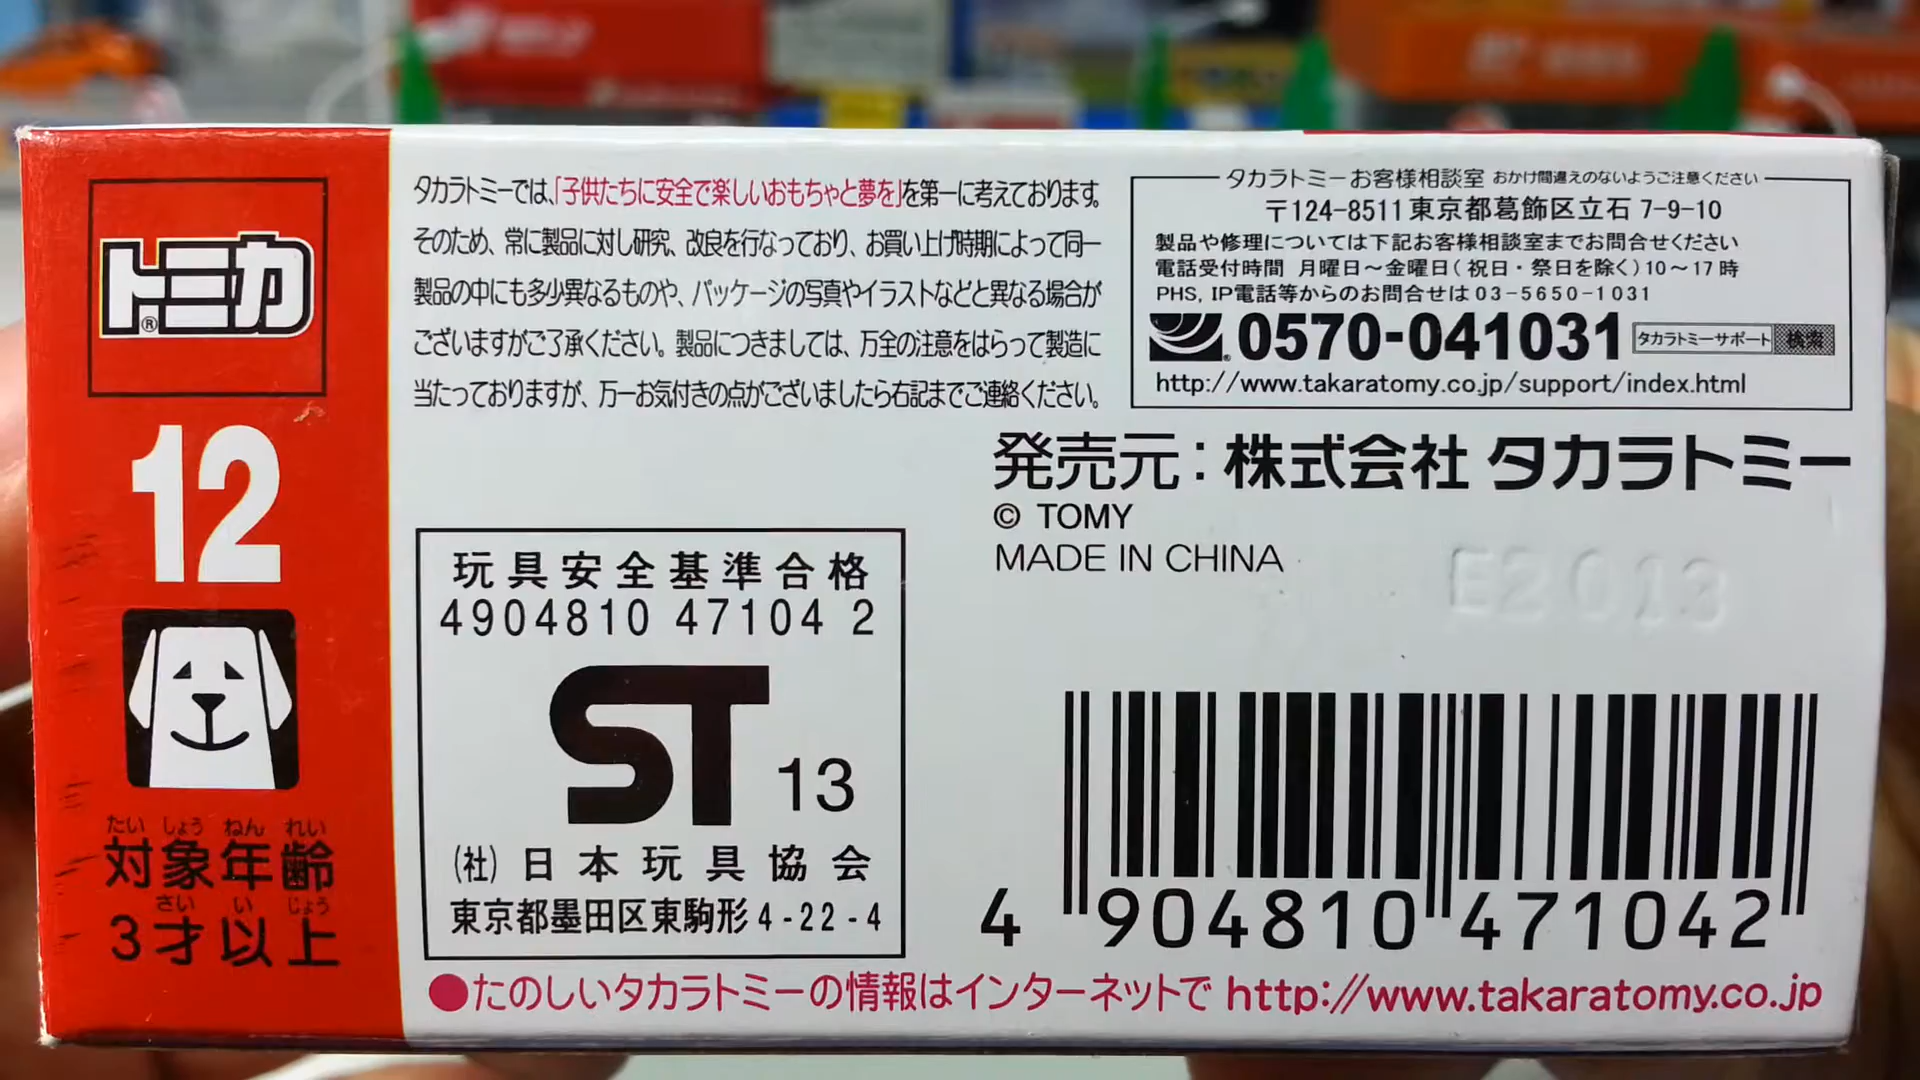 トミカ®
12
たいしょうねんれい
対象年齢
さいいじょう
3才以上
タカラトミーでは、「子供たちに安全で楽しいおもちゃと夢を」を第一に考えております。
そのため、常に製品に対し研究、改良を行なっており、お買い上げ時期によって同一
製品の中にも多少異なるものや、パッケージの写真やイラストなどと異なる場合が
ございますがご了承ください。製品につきましては、万全の注意をはらって製造に
当たっておりますが、万一お気付きの点がございましたら右記までご連絡ください。
タカラトミーお客様相談室 おかけ間違えのないようご注意ください
〒124-8511 東京都葛飾区立石 7-9-10
製品や修理については下記お客様相談室までお問合せください
電話受付時間 月曜日〜金曜日(祝日・祭日を除く)10〜17時
PHS, IP電話等からのお問合せは 03-5650-1031
0570-041031 タカラトミーサポート 検索
http://www.takaratomy.co.jp/support/index.html
発売元：株式会社 タカラトミー
© TOMY
MADE IN CHINA
E2013
玩具安全基準合格
4904810 47104 2
ST 13
(社) 日本玩具協会
東京都墨田区東駒形 4-22-4
4 904810 471042
●たのしいタカラトミーの情報はインターネットで http://www.takaratomy.co.jp